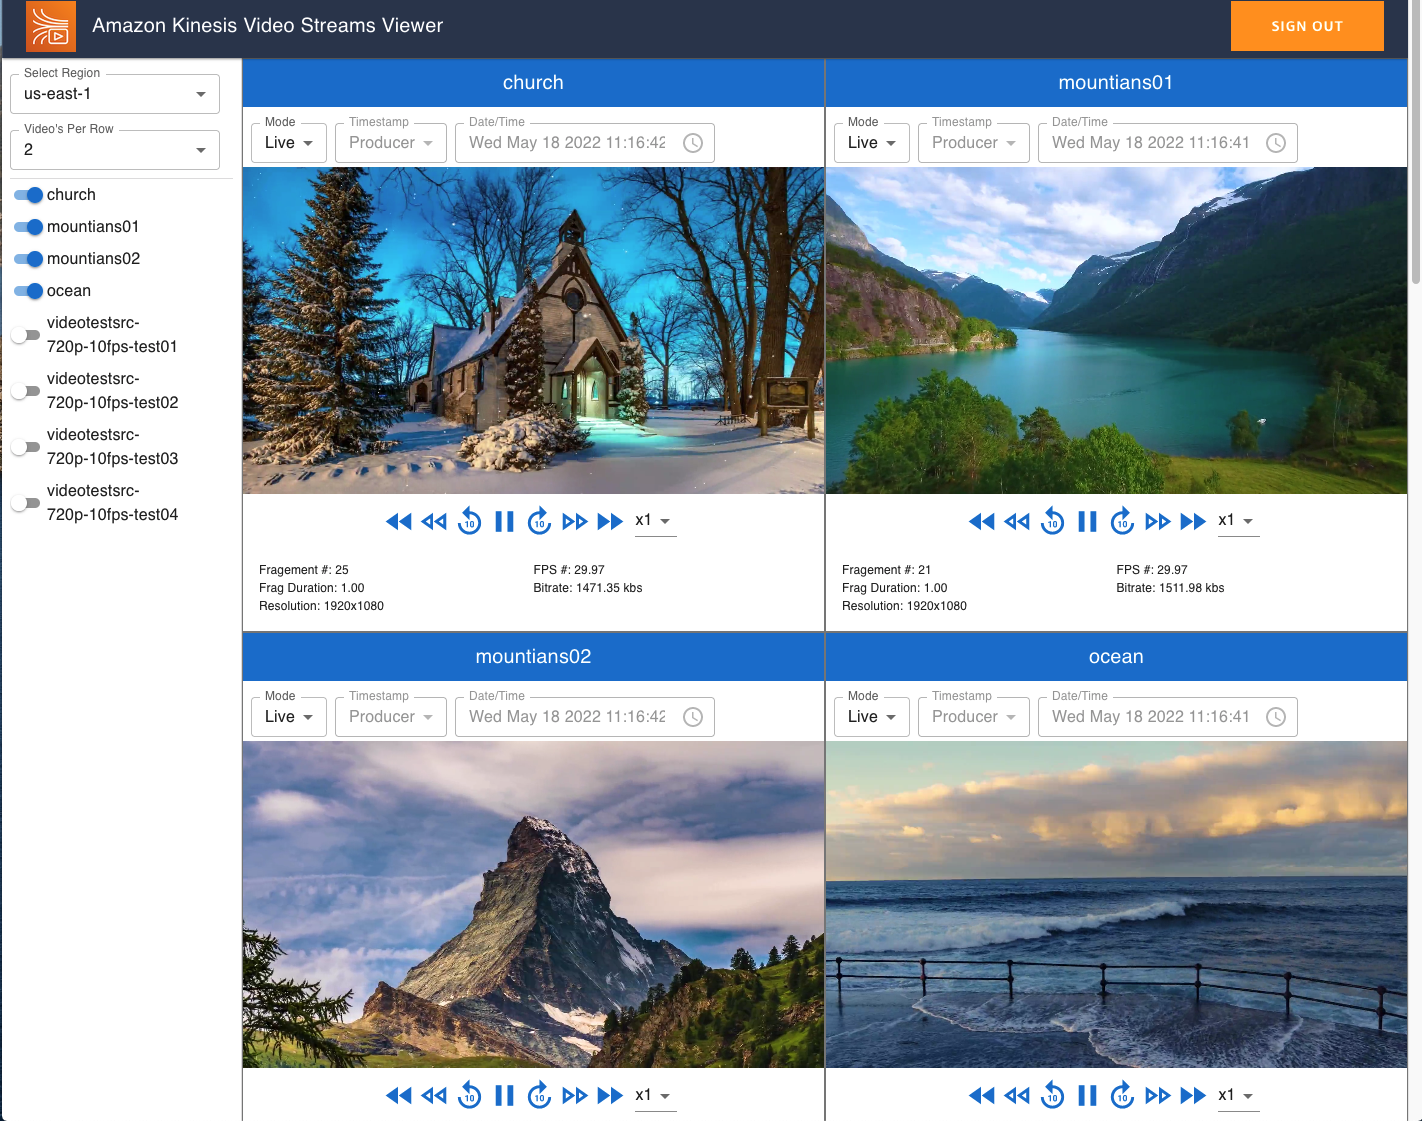 Amazon Kinesis Video Streams Viewer
SIGN OUT
Select Region
us-east-1
Video's Per Row
2
church
mountians01
mountians02
ocean
videotestsrc-
720p-10fps-test01
videotestsrc-
720p-10fps-test02
videotestsrc-
720p-10fps-test03
videotestsrc-
720p-10fps-test04
church
Mode
Live
Timestamp
Producer
Date/Time
Wed May 18 2022 11:16:42
10
10
x1
Fragement #: 25
Frag Duration: 1.00
Resolution: 1920x1080
FPS #: 29.97
Bitrate: 1471.35 kbs
mountians01
Mode
Live
Timestamp
Producer
Date/Time
Wed May 18 2022 11:16:41
10
10
x1
Fragement #: 21
Frag Duration: 1.00
Resolution: 1920x1080
FPS #: 29.97
Bitrate: 1511.98 kbs
mountians02
Mode
Live
Timestamp
Producer
Date/Time
Wed May 18 2022 11:16:42
10
10
x1
ocean
Mode
Live
Timestamp
Producer
Date/Time
Wed May 18 2022 11:16:41
10
10
x1